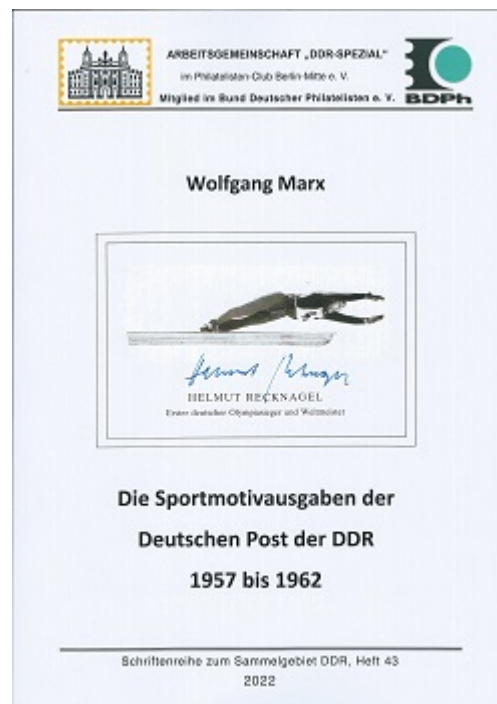 ARBEITSGEMEINSCHAFT „DDR-SPEZIAL“
im Philatelisten-Club Berlin-Mitte e. V.
Mitglied im Bund Deutscher Philatelisten e. V.
BDPh
Wolfgang Marx
HELMUT RECKNAGEL
Erster deutscher Olympiasieger und Weltmeister
Die Sportmotivausgaben der
Deutschen Post der DDR
1957 bis 1962
Schriftenreihe zum Sammelgebiet DDR, Heft 43
2022